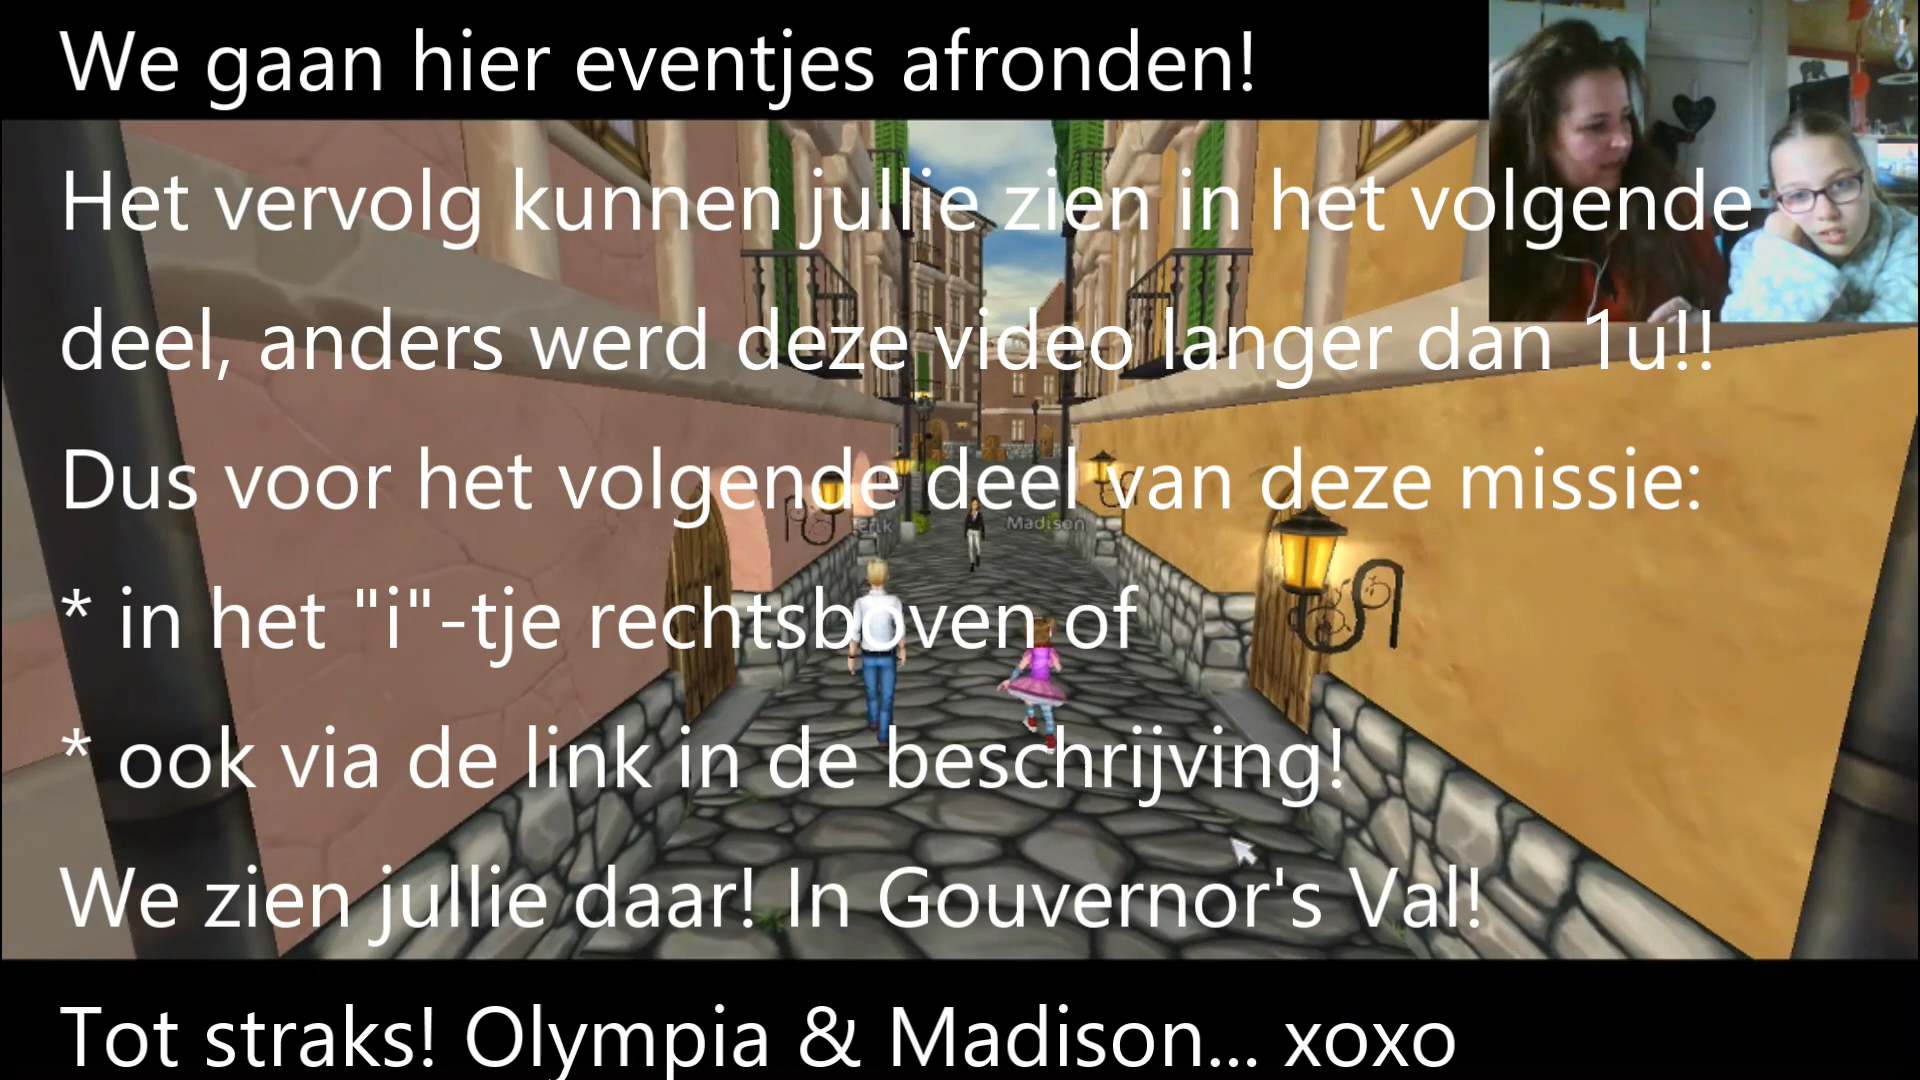 We gaan hier eventjes afronden!
Het vervolg kunnen jullie zien in het volgende
deel, anders werd deze video langer dan 1u!!
Dus voor het volgende deel van deze missie:
Erik
Madison
* in het "i"-tje rechtsboven of
* ook via de link in de beschrijving!
We zien jullie daar! In Gouvernor's Val!
Tot straks! Olympia & Madison... xoxo